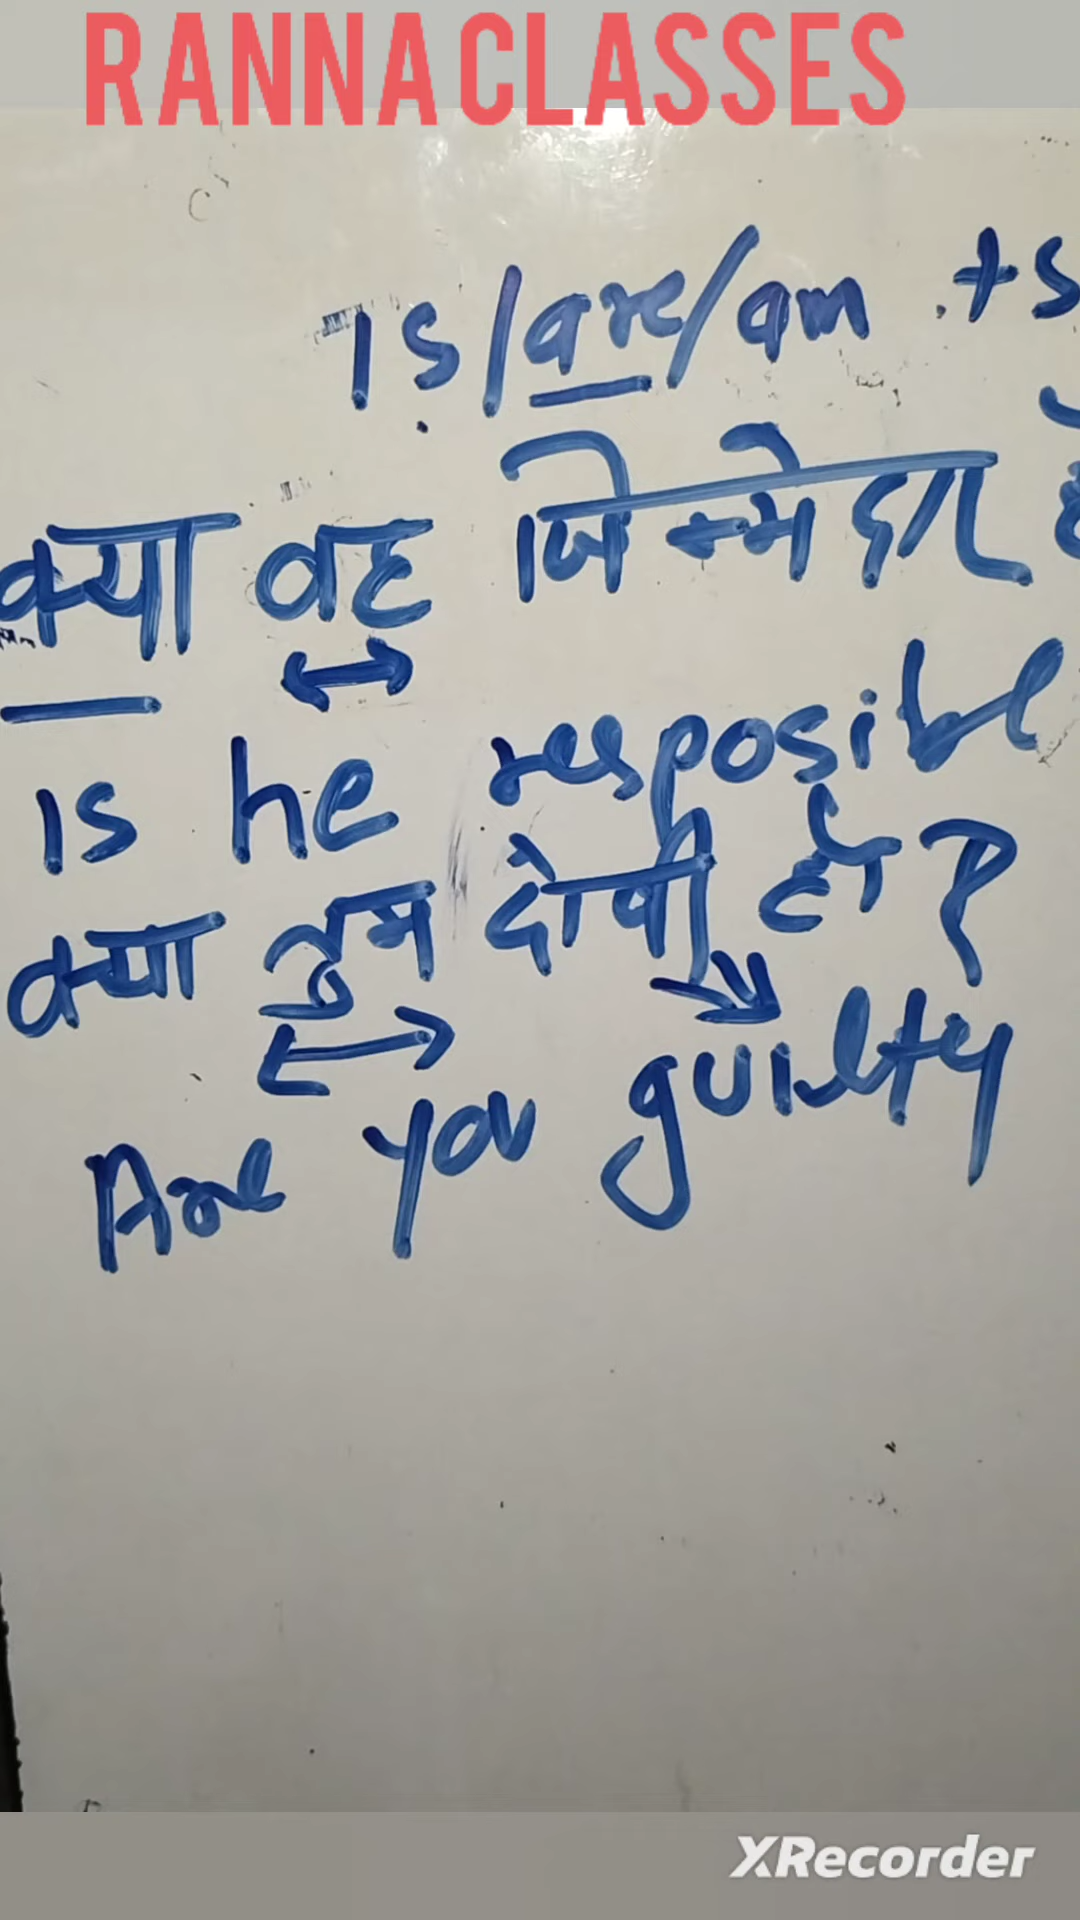 RANNA CLASSES
Is/are/am + S
क्या वह जिम्मेदार
Is he resposible
क्या तुम दोषी हो?
Are you guilty
XRecorder